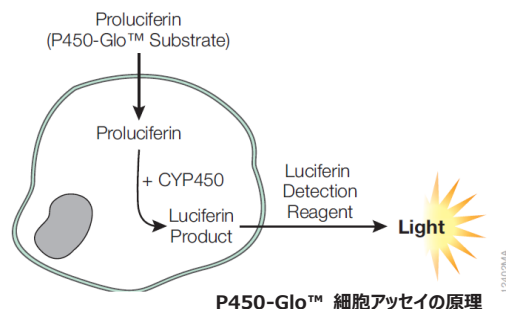 Proluciferin
(P450-Glo™ Substrate)
Proluciferin
+ CYP450
Luciferin
Product
Luciferin
Detection
Reagent
Light
12402MA
P450-Glo™ 細胞アッセイの原理